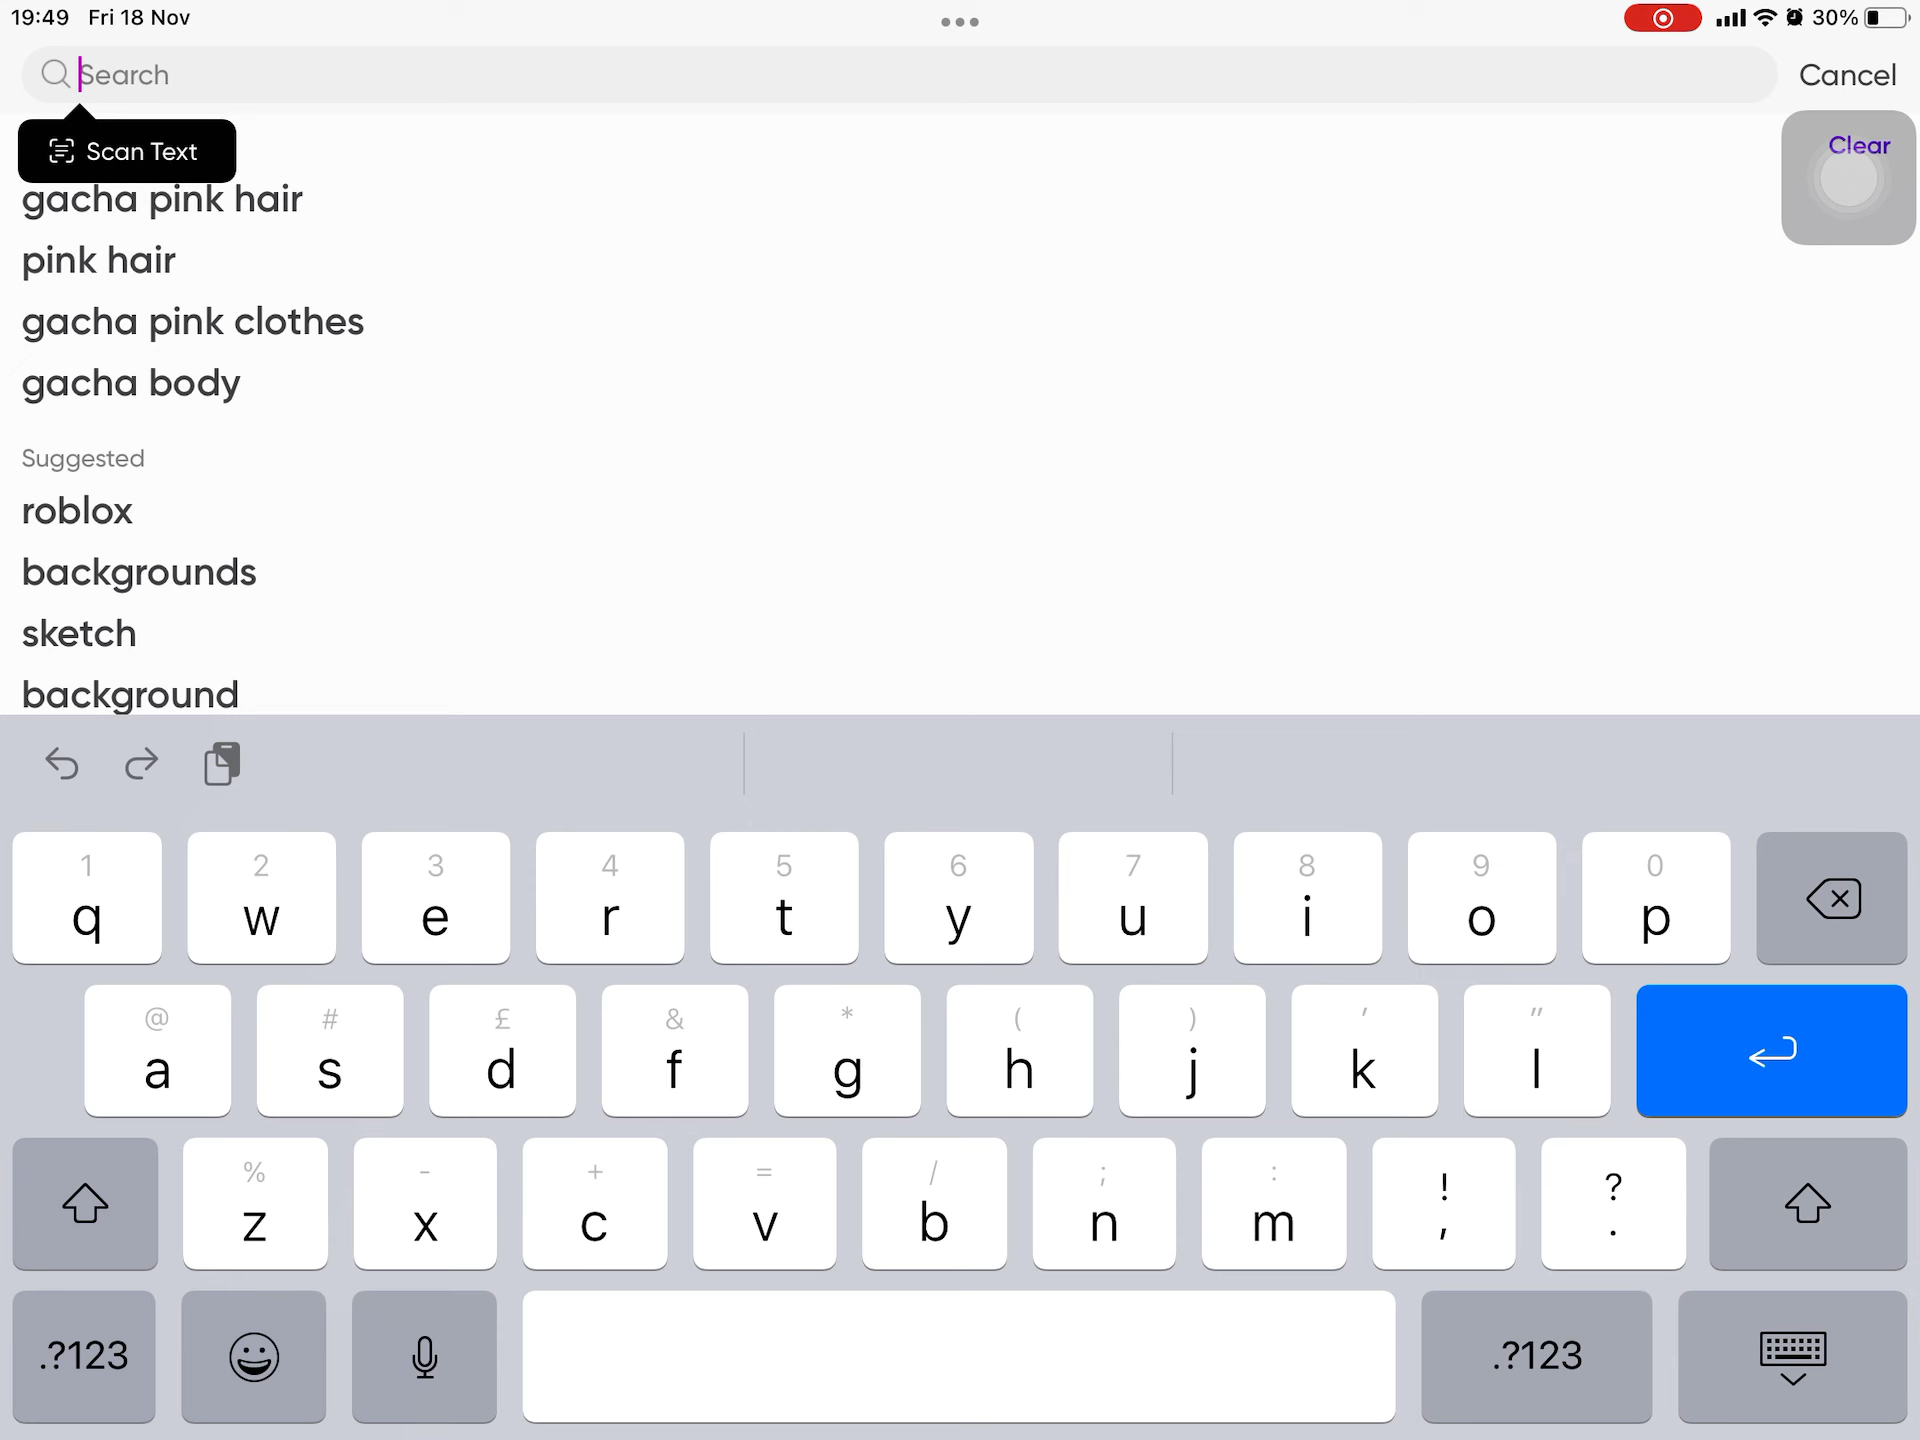 19:49 Fri 18 Nov 30%
Search Cancel
Scan Text Clear
gacha pink hair
pink hair
gacha pink clothes
gacha body
Suggested
roblox
backgrounds
sketch
background
1 2 3 4 5 6 7 8 9 0
q w e r t y u i o p
@ # £ & * ( ) ' "
a s d f g h j k l
% - + = / ; : ! ?
z x c v b n m , .
.?123 .?123